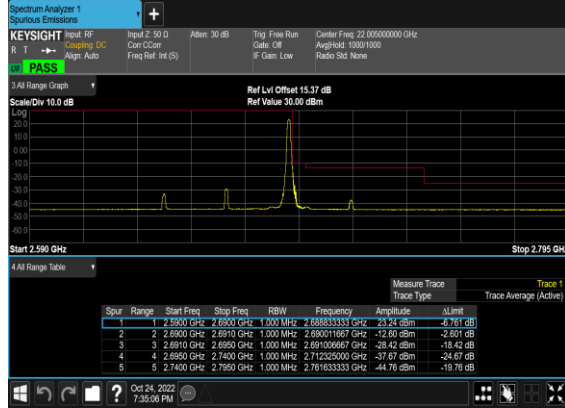 Spectrum Analyzer 1
Spurious Emissions
KEYSIGHT Input: RF Input Z: 50 Ω Atten: 30 dB Trig: Free Run Center Freq: 22.005000000 GHz
R T Coupling: DC Corr CCorr Gate: Off Avg|Hold: 1000/1000
Align: Auto Freq Ref: Int (S) IF Gain: Low Radio Std: None
PASS
3 All Range Graph
Ref Lvl Offset 15.37 dB
Scale/Div 10.0 dB Ref Value 30.00 dBm
Log
20.0
10.0
0.00
-10.0
-20.0
-30.0
-40.0
-50.0
-60.0
Start 2.590 GHz Stop 2.795 GHz
4 All Range Table
Measure Trace Trace 1
Trace Type Trace Average (Active)
Spur Range Start Freq Stop Freq RBW Frequency Amplitude ΔLimit
1 1 2.5900 GHz 2.6900 GHz 1.000 MHz 2.688833333 GHz 23.24 dBm -6.761 dB
2 2 2.6900 GHz 2.6910 GHz 1.000 MHz 2.690011667 GHz -12.60 dBm -2.601 dB
3 3 2.6910 GHz 2.6950 GHz 1.000 MHz 2.691006667 GHz -28.42 dBm -18.42 dB
4 4 2.6950 GHz 2.7400 GHz 1.000 MHz 2.712325000 GHz -37.67 dBm -24.67 dB
5 5 2.7400 GHz 2.7950 GHz 1.000 MHz 2.761633333 GHz -44.76 dBm -19.76 dB
? Oct 24, 2022
7:35:06 PM